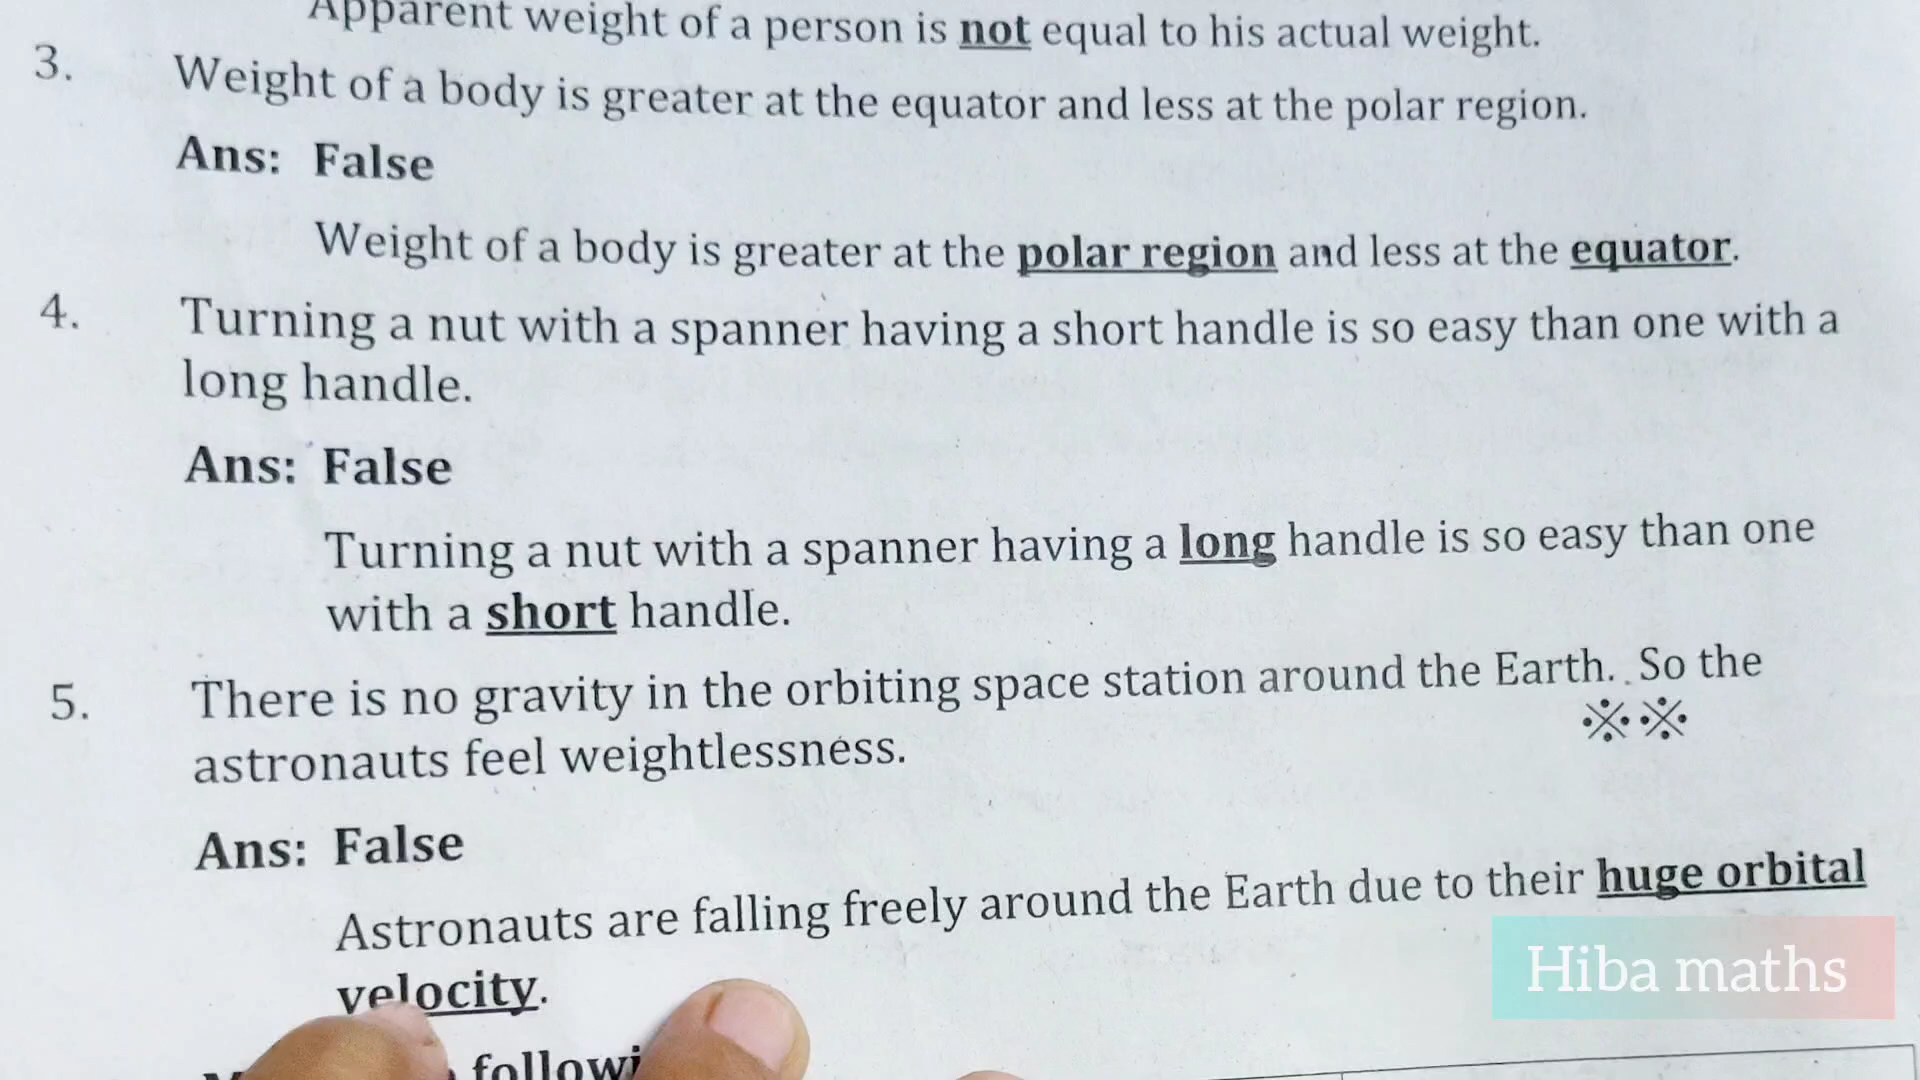 Apparent weight of a person is not equal to his actual weight.
3. Weight of a body is greater at the equator and less at the polar region.
Ans: False
Weight of a body is greater at the polar region and less at the equator.
4. Turning a nut with a spanner having a short handle is so easy than one with a
long handle.
Ans: False
Turning a nut with a spanner having a long handle is so easy than one
with a short handle.
5. There is no gravity in the orbiting space station around the Earth. So the
astronauts feel weightlessness.
※※
Ans: False
Astronauts are falling freely around the Earth due to their huge orbital
velocity.
Hiba maths